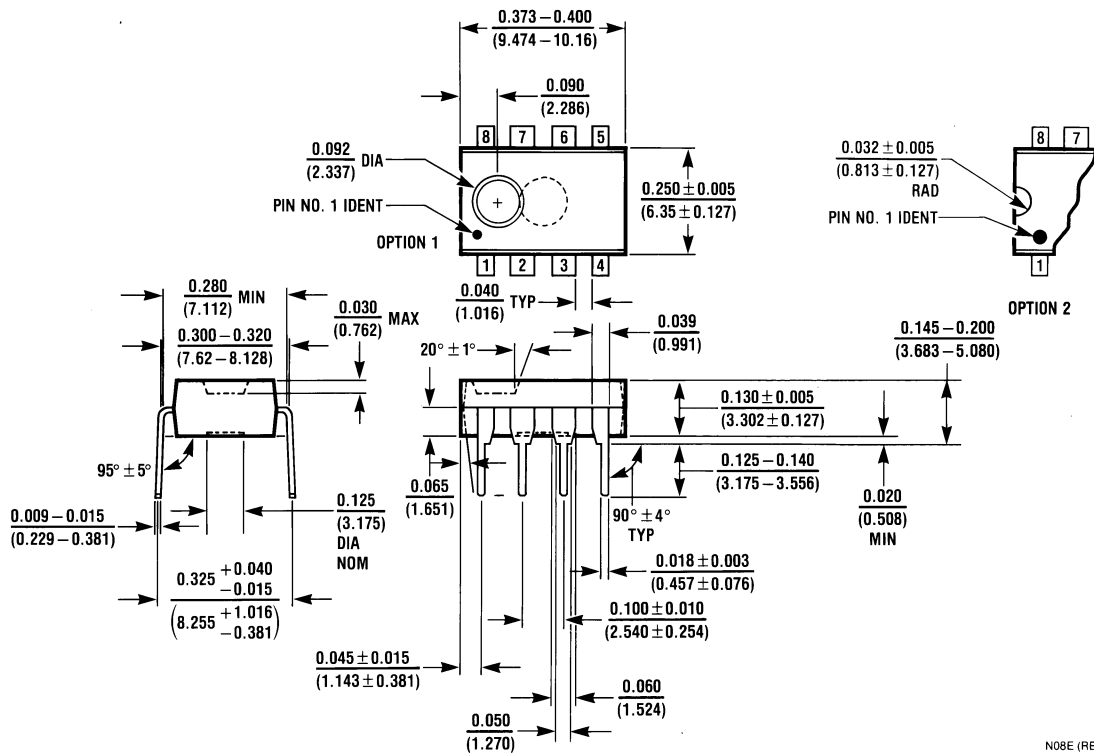 0.373 – 0.400
(9.474 – 10.16)
0.090
(2.286)
8 7 6 5
0.092 DIA
(2.337)
PIN NO. 1 IDENT
OPTION 1
1 2 3 4
0.250 ± 0.005
(6.35 ± 0.127)
8 7
0.032 ± 0.005
(0.813 ± 0.127)
RAD
PIN NO. 1 IDENT
1
OPTION 2
0.280 MIN
(7.112)
0.030 MAX
(0.762)
0.300 – 0.320
(7.62 – 8.128)
0.040 TYP
(1.016)
0.039
(0.991)
0.145 – 0.200
(3.683 – 5.080)
20° ± 1°
0.130 ± 0.005
(3.302 ± 0.127)
95° ± 5°
0.065
(1.651)
0.125 – 0.140
(3.175 – 3.556)
0.020
(0.508)
MIN
90° ± 4°
TYP
0.009 – 0.015
(0.229 – 0.381)
0.125
(3.175)
DIA
NOM
0.018 ± 0.003
(0.457 ± 0.076)
0.325 +0.040
–0.015
(8.255 +1.016
–0.381)
0.100 ± 0.010
(2.540 ± 0.254)
0.045 ± 0.015
(1.143 ± 0.381)
0.060
(1.524)
0.050
(1.270)
N08E